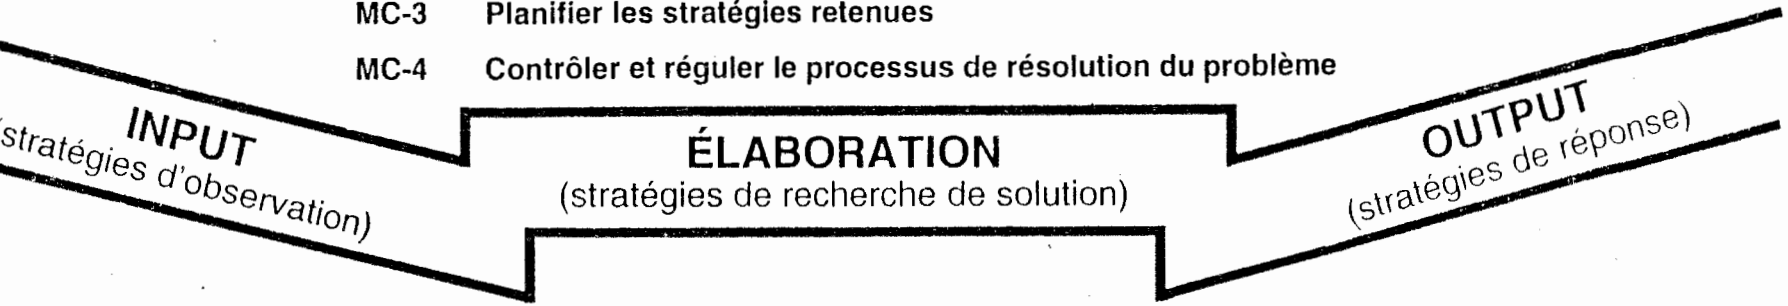 MC-3 Planifier les stratégies retenues
MC-4 Contrôler et réguler le processus de résolution du problème
INPUT
(stratégies d'observation)
ÉLABORATION
(stratégies de recherche de solution)
OUTPUT
(stratégies de réponse)